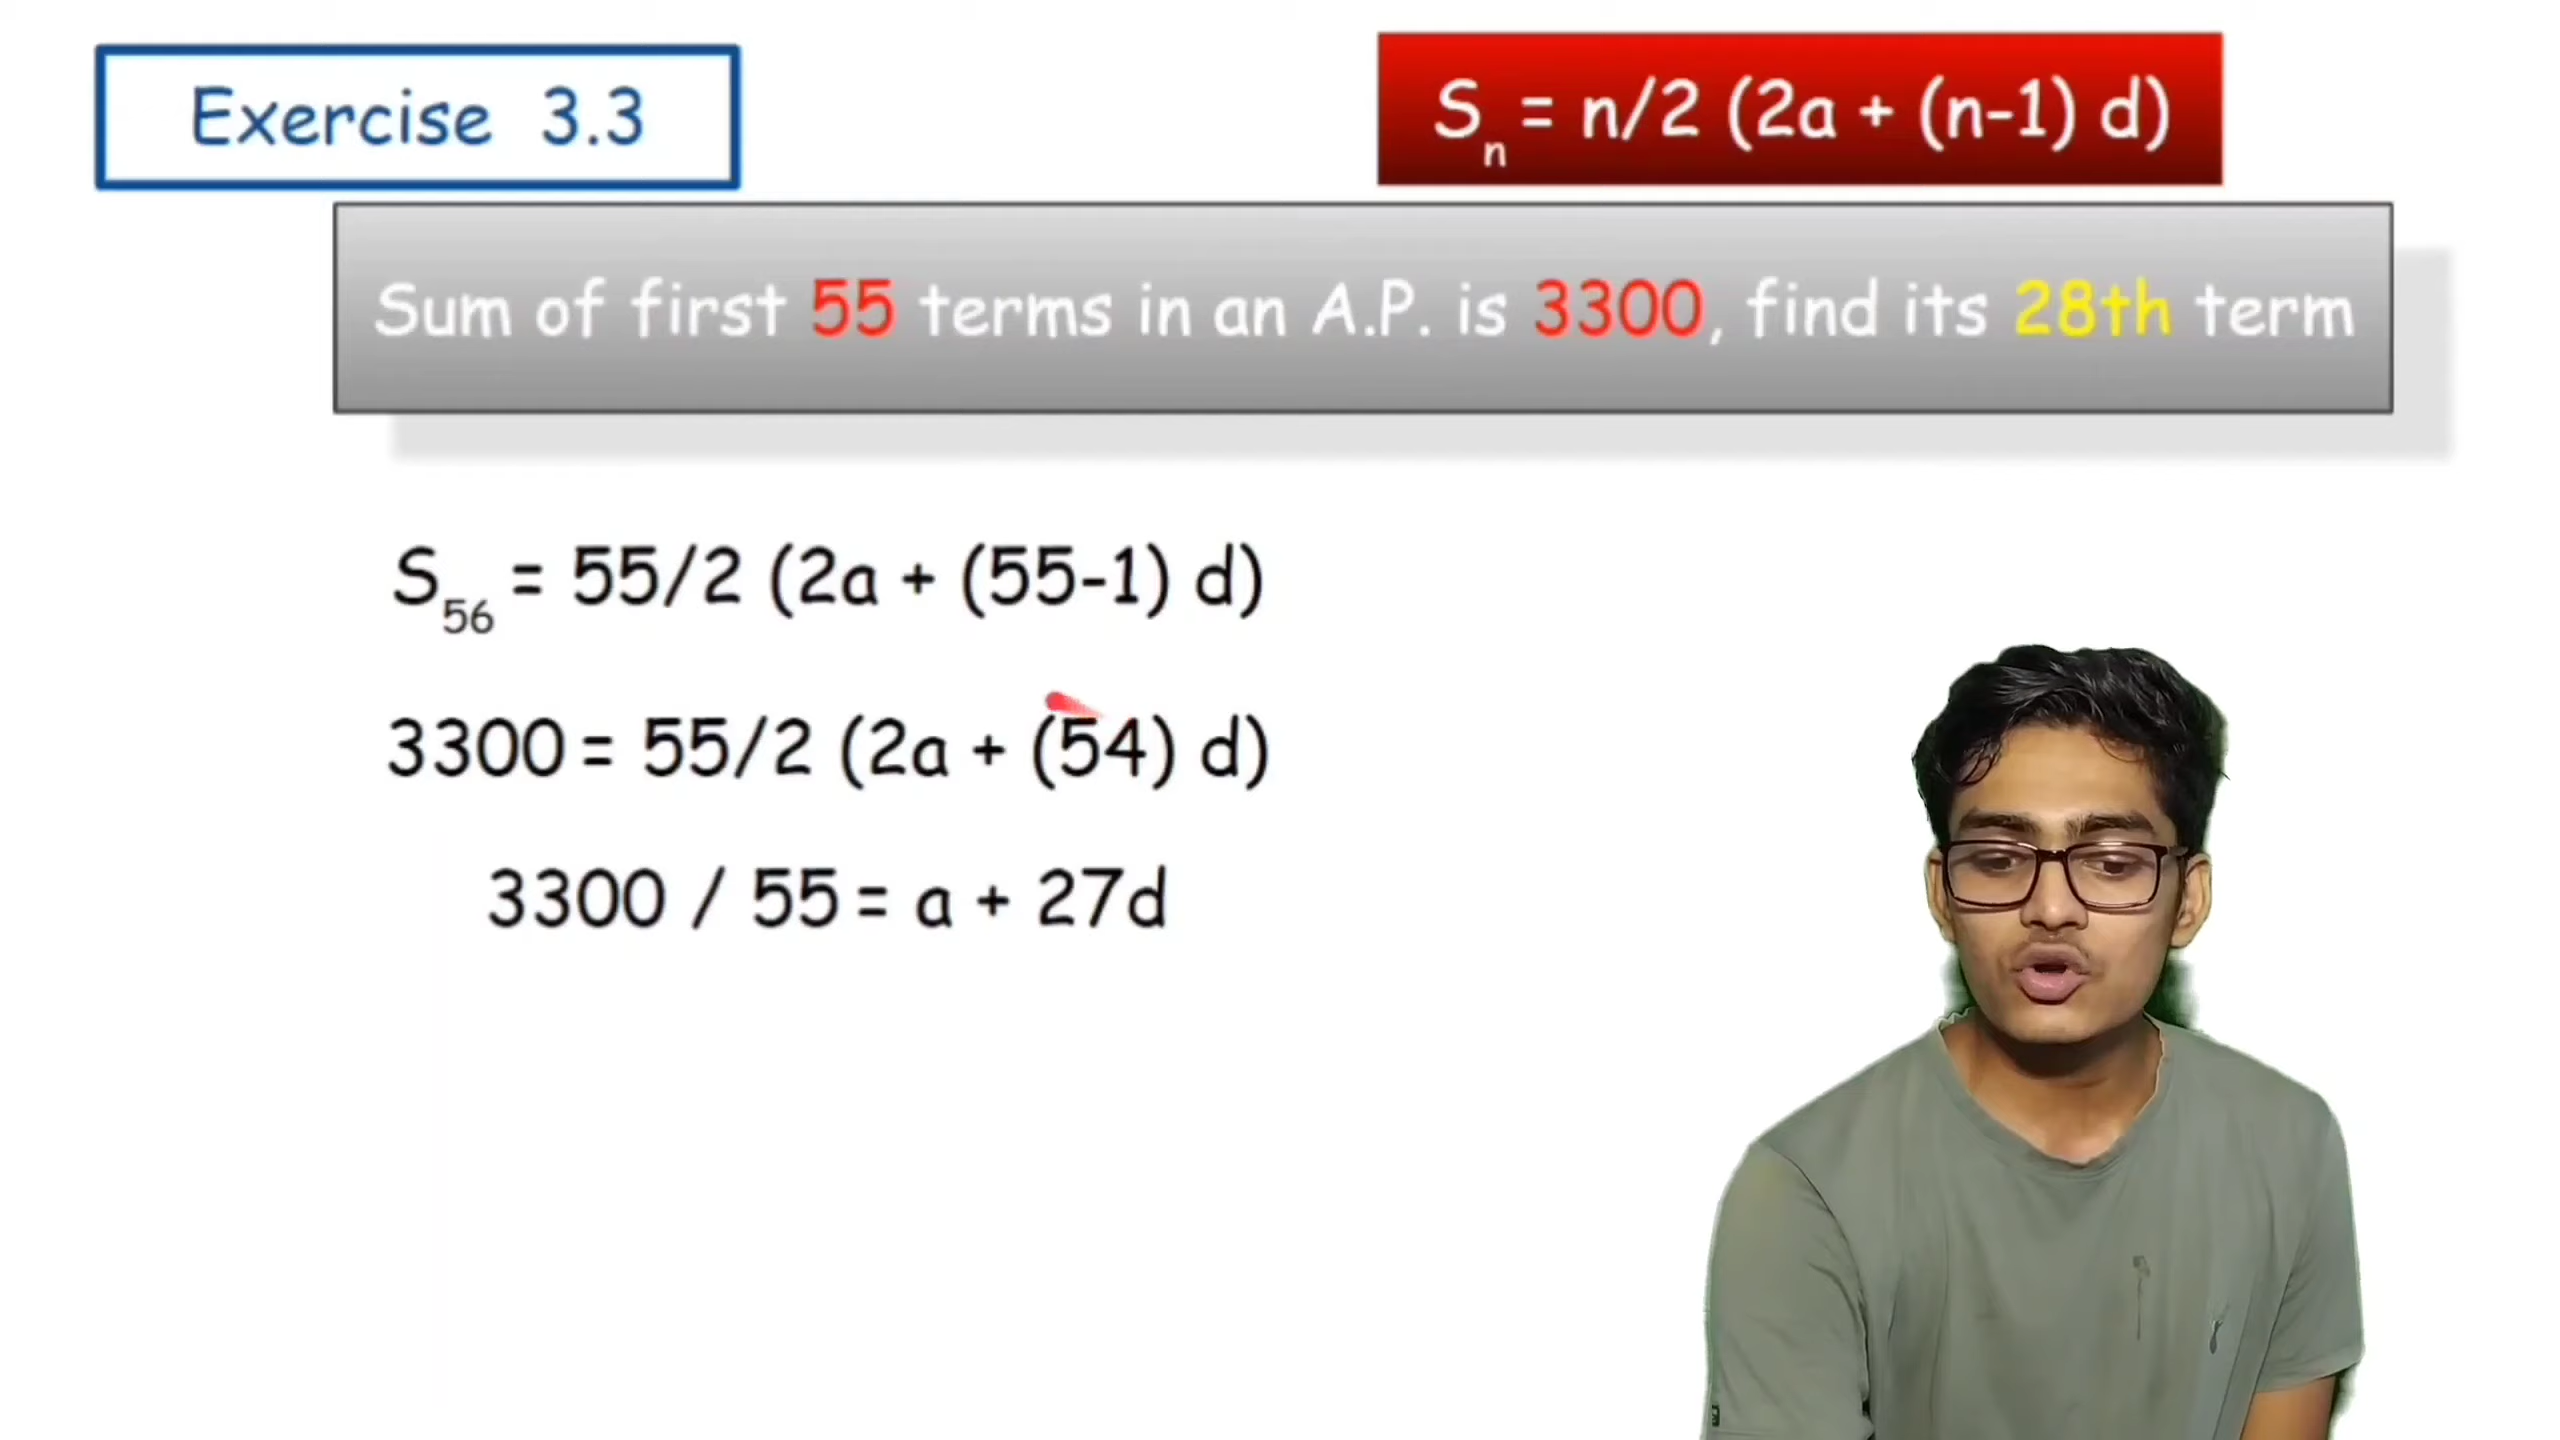 Exercise 3.3
Sn = n/2 (2a + (n-1) d)
Sum of first 55 terms in an A.P. is 3300, find its 28th term
S56 = 55/2 (2a + (55-1) d)
3300 = 55/2 (2a + (54) d)
3300 / 55 = a + 27d